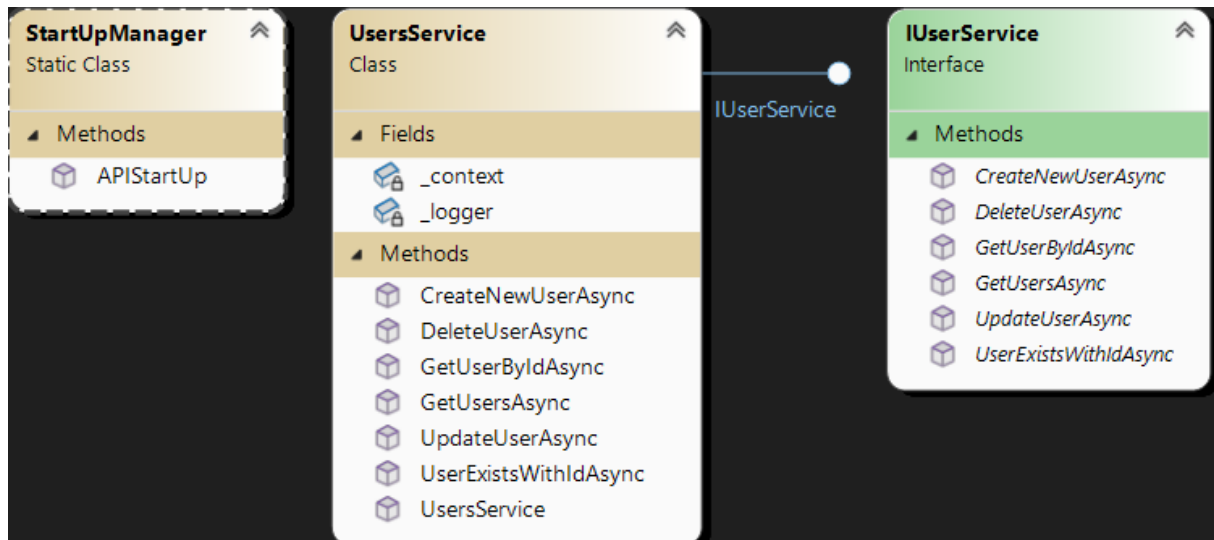 StartUpManager
Static Class
Methods
APIStartUp
UsersService
Class
Fields
_context
_logger
Methods
CreateNewUserAsync
DeleteUserAsync
GetUserByIdAsync
GetUsersAsync
UpdateUserAsync
UserExistsWithIdAsync
UsersService
IUserService
IUserService
Interface
Methods
CreateNewUserAsync
DeleteUserAsync
GetUserByIdAsync
GetUsersAsync
UpdateUserAsync
UserExistsWithIdAsync